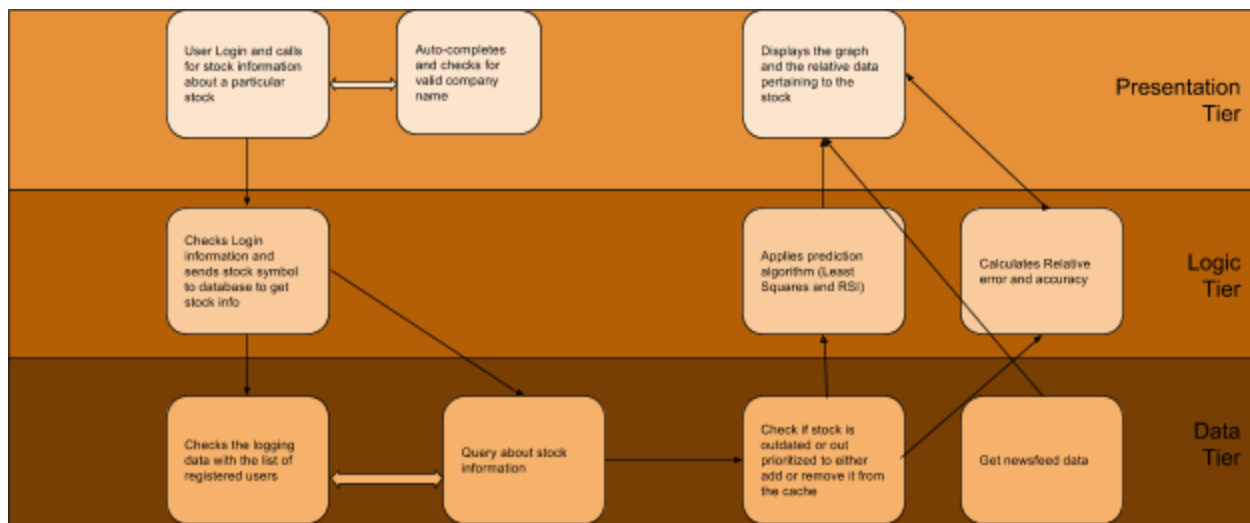 User Login and calls
for stock information
about a particular
stock
Auto-completes
and checks for
valid company
name
Displays the graph
and the relative data
pertaining to the
stock
Presentation
Tier
Checks Login
information and
sends stock symbol
to database to get
stock info
Applies prediction
algorithm (Least
Squares and RSI)
Calculates Relative
error and accuracy
Logic
Tier
Checks the logging
data with the list of
registered users
Query about stock
information
Check if stock is
outdated or out
prioritized to either
add or remove it from
the cache
Get newsfeed data
Data
Tier